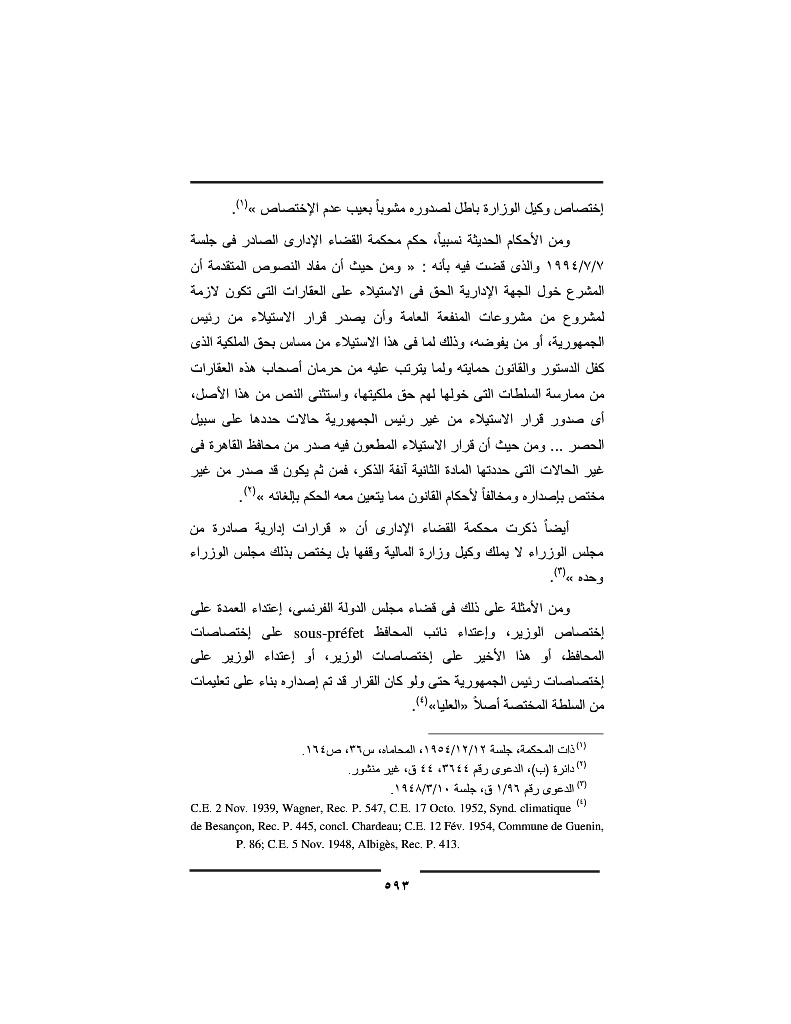 إختصاص وكيل الوزارة باطل لصدوره مشوباً بعيب عدم الإختصاص »(١).
ومن الأحكام الحديثة نسبياً، حكم محكمة القضاء الإدارى الصادر فى جلسة
١٩٩٤/٧/٧ والذى قضت فيه بأنه : « ومن حيث أن مفاد النصوص المتقدمة أن
المشرع خول الجهة الإدارية الحق فى الاستيلاء على العقارات التى تكون لازمة
لمشروع من مشروعات المنفعة العامة وأن يصدر قرار الاستيلاء من رئيس
الجمهورية، أو من يفوضه، وذلك لما فى هذا الاستيلاء من مساس بحق الملكية الذى
كفل الدستور والقانون حمايته ولما يترتب عليه من حرمان أصحاب هذه العقارات
من ممارسة السلطات التى خولها لهم حق ملكيتها، واستثنى النص من هذا الأصل،
أى صدور قرار الاستيلاء من غير رئيس الجمهورية حالات حددها على سبيل
الحصر ... ومن حيث أن قرار الاستيلاء المطعون فيه صدر من محافظ القاهرة فى
غير الحالات التى حددتها المادة الثانية آنفة الذكر، فمن ثم يكون قد صدر من غير
مختص بإصداره ومخالفاً لأحكام القانون مما يتعين معه الحكم بإلغائه »(٢).
أيضاً ذكرت محكمة القضاء الإدارى أن « قرارات إدارية صادرة من
مجلس الوزراء لا يملك وكيل وزارة المالية وقفها بل يختص بذلك مجلس الوزراء
وحده »(٣).
ومن الأمثلة على ذلك فى قضاء مجلس الدولة الفرنسى، إعتداء العمدة على
إختصاص الوزير، وإعتداء نائب المحافظ sous-préfet على إختصاصات
المحافظ، أو هذا الأخير على إختصاصات الوزير، أو إعتداء الوزير على
إختصاصات رئيس الجمهورية حتى ولو كان القرار قد تم إصداره بناء على تعليمات
من السلطة المختصة أصلاً «العليا»(٤).
(١) ذات المحكمة، جلسة ١٩٥٤/١٢/١٢، المحاماه، س٣٦، ص١٦٤.
(٢) دائرة (ب)، الدعوى رقم ٣٦٤٤، ٤٤ ق، غير منشور.
(٣) الدعوى رقم ١/٩٦ ق، جلسة ١٩٤٨/٣/١٠.
C.E. 2 Nov. 1939, Wagner, Rec. P. 547, C.E. 17 Octo. 1952, Synd. climatique (٤)
de Besançon, Rec. P. 445, concl. Chardeau; C.E. 12 Fév. 1954, Commune de Guenin,
P. 86; C.E. 5 Nov. 1948, Albigès, Rec. P. 413.
٥٩٣